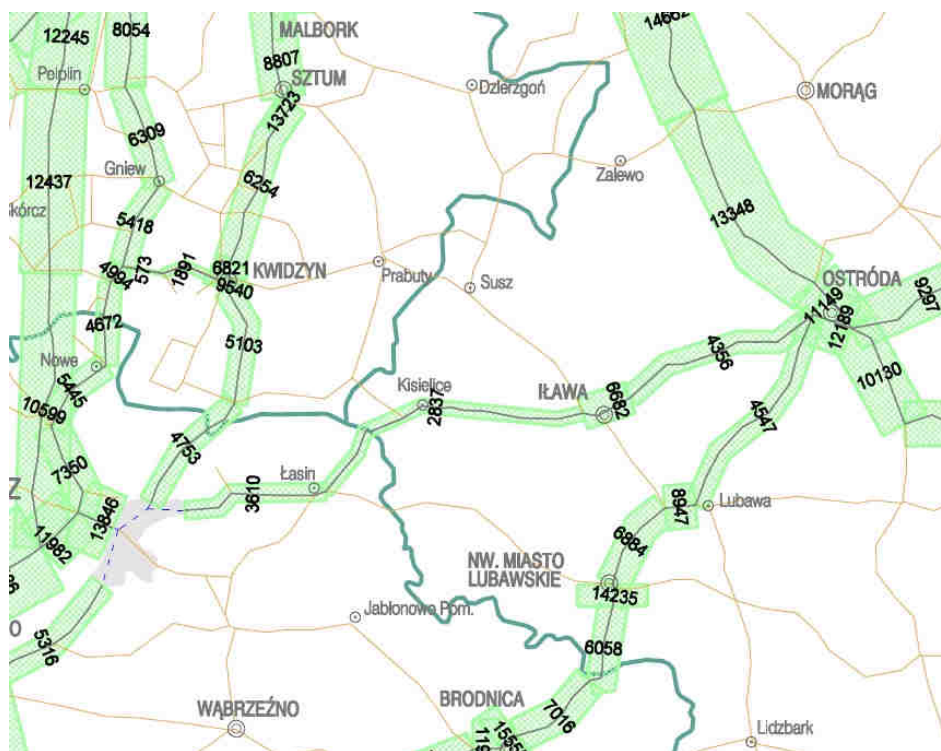 12245
8054
MALBORK
14662
8807
Pelplin
SZTUM
Dzierzgoń
MORĄG
13723
6309
Gniew
Zalewo
12437
6254
kórcz
5418
13348
4994
573
1891
6821
KWIDZYN
9540
Prabuty
Susz
OSTRÓDA
9297
11149
12189
4672
5103
4356
Nowe
5445
Kisielice
2837
IŁAWA
6682
10130
10599
4547
4753
7350
Łasin
3610
Z
8947
Lubawa
13846
11982
6884
NW. MIASTO
LUBAWSKIE
14235
Jabłonowo Pom.
O
5316
6058
BRODNICA
7016
WĄBRZEŹNO
Lidzbark